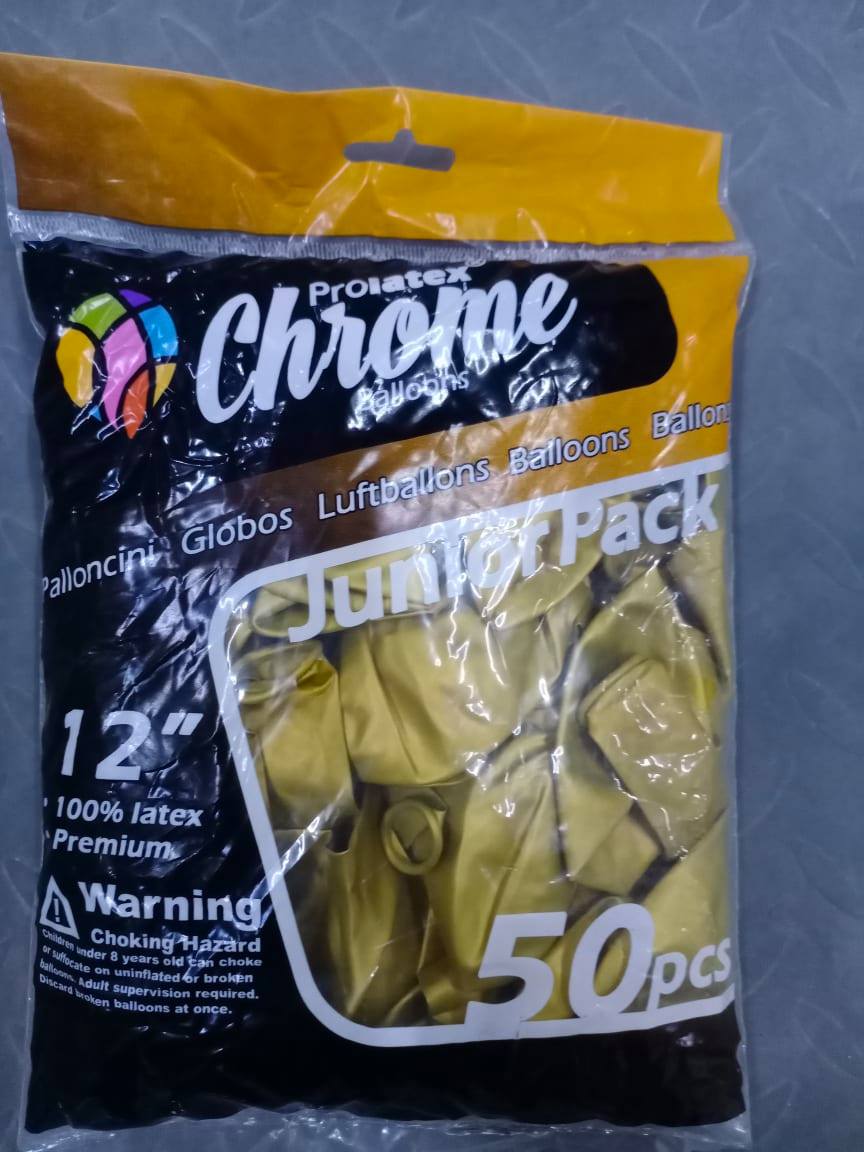 Prolatex
Chrome
Balloons
Palloncini Globos Luftballons Balloons Ballon
Junior Pack
12"
• 100% latex
• Premium
Warning
Choking Hazard
Children under 8 years old can choke
or suffocate on uninflated or broken
balloons. Adult supervision required.
Discard broken balloons at once.
50pcs